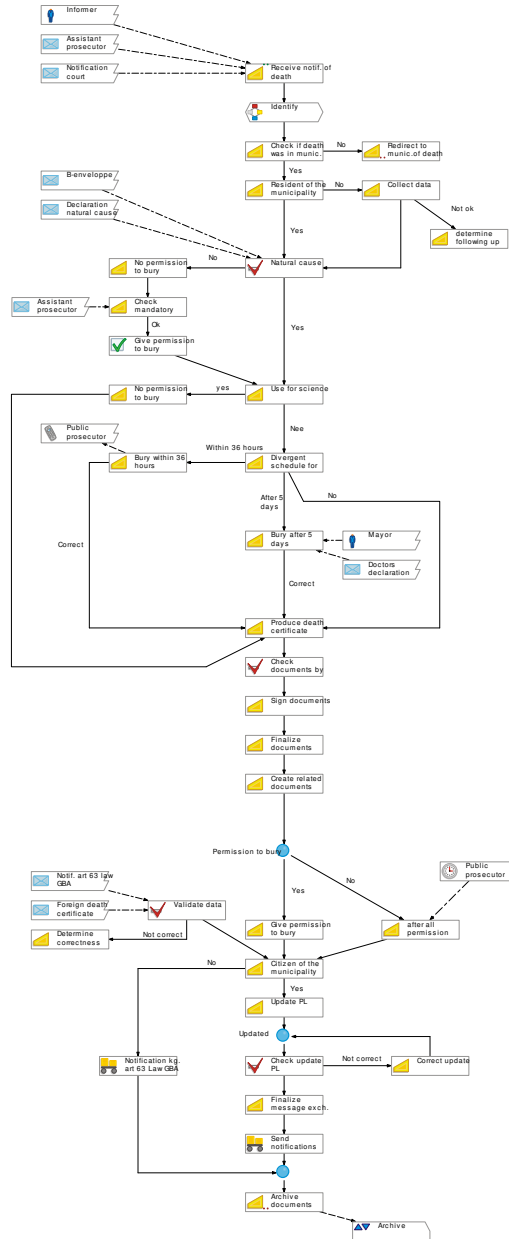 Informer
Assistant
prosecutor
Notification
court
Receive notif. of
death
Identify
Check if death
was in munic.
No
Redirect to
munic.of death
Yes
B-enveloppe
Resident of the
municipality
No
Collect data
Declaration
natural cause
Not ok
Yes
determine
following up
No permission
to bury
No
Natural cause
Assistant
prosecutor
Check
mandatory
Ok
Yes
Give permission
to bury
No permission
to bury
yes
Use for science
Public
prosecutor
Nee
Within 36 hours
Bury within 36
hours
Divergent
schedule for
After 5
days
No
Correct
Bury after 5
days
Mayor
Doctors
declaration
Correct
Produce death
certificate
Check
documents by
Sign documents
Finalize
documents
Create related
documents
Permission to bury
Notif. art 63 law
GBA
No
Public
prosecutor
Yes
Foreign death
certificate
Validate data
Determine
correctness
Not correct
Give permission
to bury
after all
permission
No
Citizen of the
municipality
Yes
Update PL
Updated
Notification kg.
art 63 Law GBA
Check update
PL
Not correct
Correct update
Finalize
message exch.
Send
notifications
Archive
documents
Archive